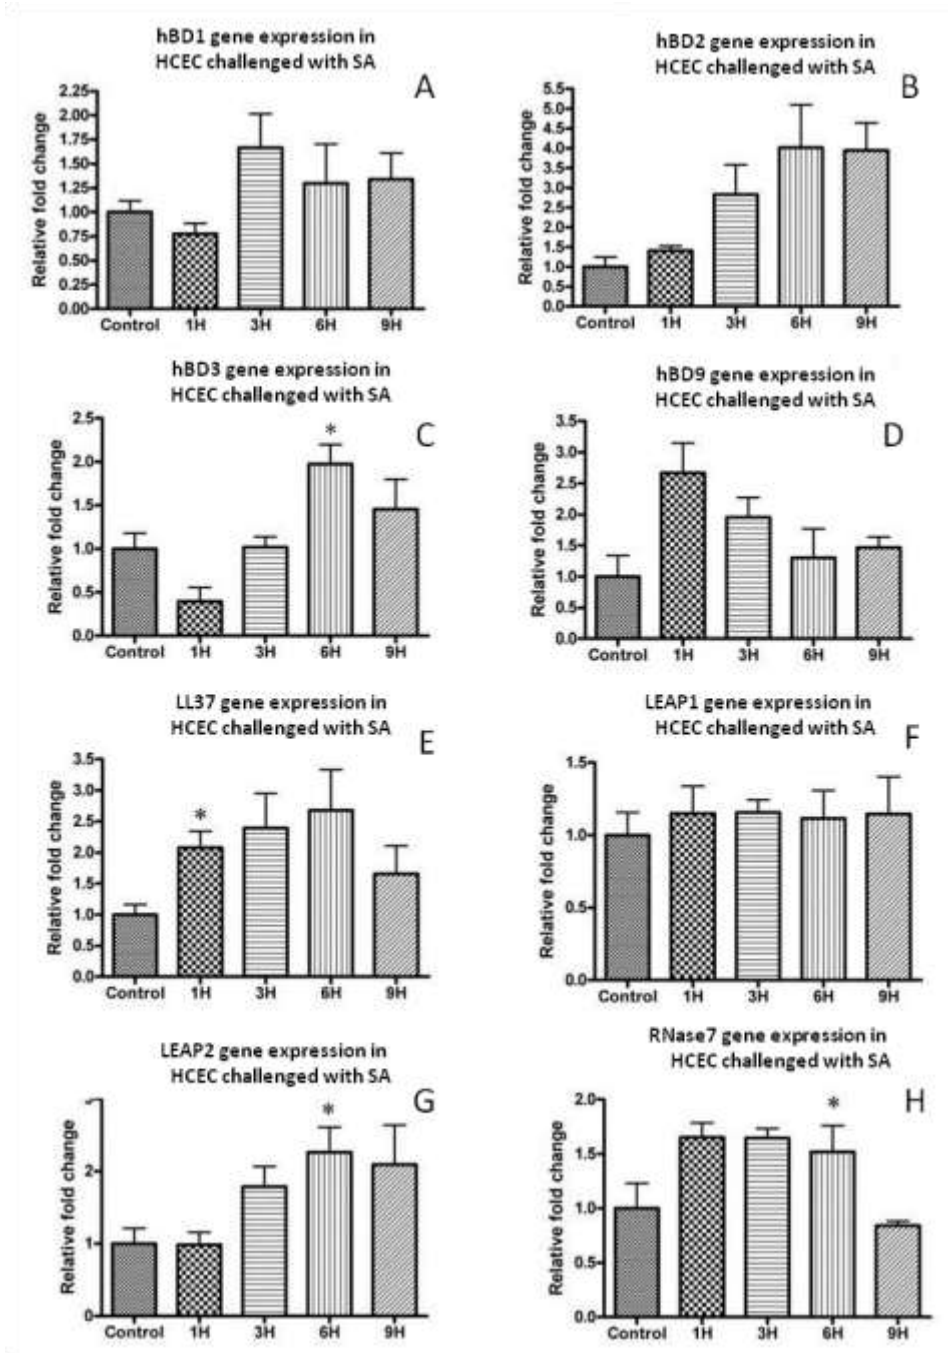 hBD1 gene expression in
HCEC challenged with SA
A
Relative fold change
2.25
2.00
1.75
1.50
1.25
1.00
0.75
0.50
0.25
0.00
Control 1H 3H 6H 9H
hBD2 gene expression in
HCEC challenged with SA
B
Relative fold change
5.5
5.0
4.5
4.0
3.5
3.0
2.5
2.0
1.5
1.0
0.5
0.0
Control 1H 3H 6H 9H
hBD3 gene expression in
HCEC challenged with SA
C
Relative fold change
2.5
2.0
1.5
1.0
0.5
0.0
*
Control 1H 3H 6H 9H
hBD9 gene expression in
HCEC challenged with SA
D
Relative fold change
3.5
3.0
2.5
2.0
1.5
1.0
0.5
0.0
Control 1H 3H 6H 9H
LL37 gene expression in
HCEC challenged with SA
E
Relative fold change
3.5
3.0
2.5
2.0
1.5
1.0
0.5
0.0
*
Control 1H 3H 6H 9H
LEAP1 gene expression in
HCEC challenged with SA
F
Relative fold change
1.5
1.0
0.5
0.0
Control 1H 3H 6H 9H
LEAP2 gene expression in
HCEC challenged with SA
G
Relative fold change
2
1
0
*
Control 1H 3H 6H 9H
RNase7 gene expression in
HCEC challenged with SA
H
Relative fold change
2.0
1.5
1.0
0.5
0.0
*
Control 1H 3H 6H 9H